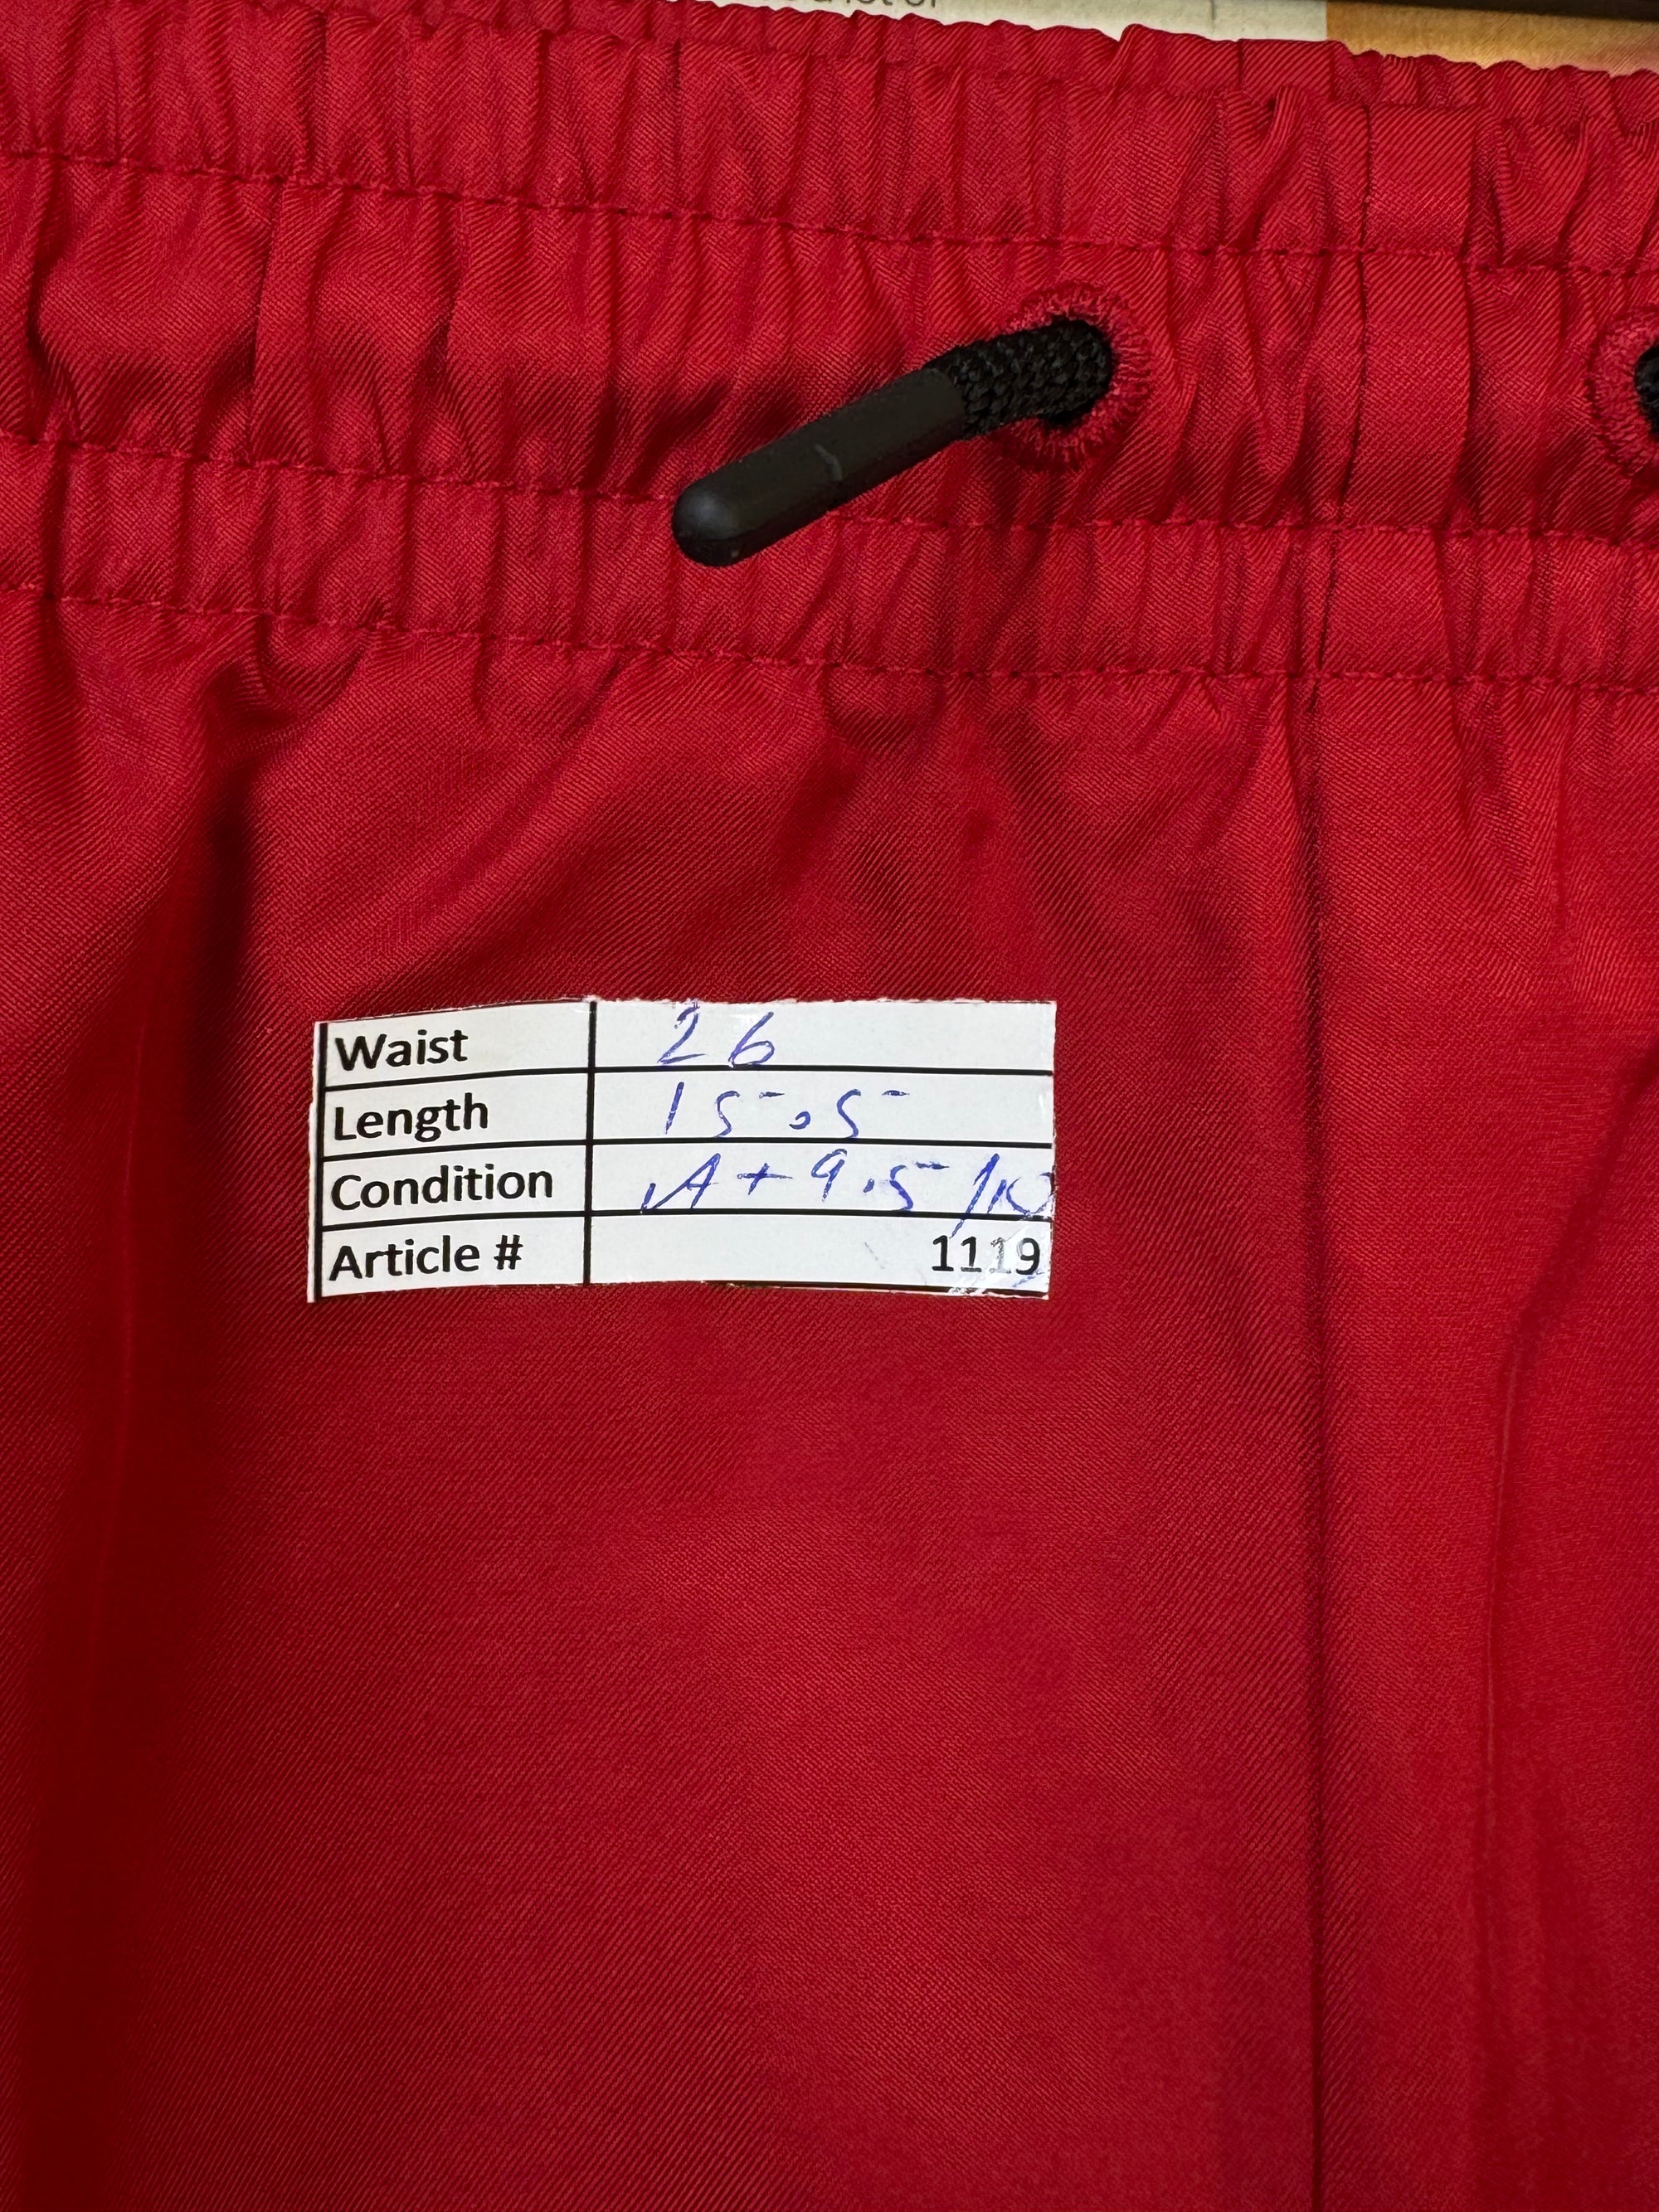 Waist 26
Length 15.5
Condition A+ 9.5/10
Article # 1119